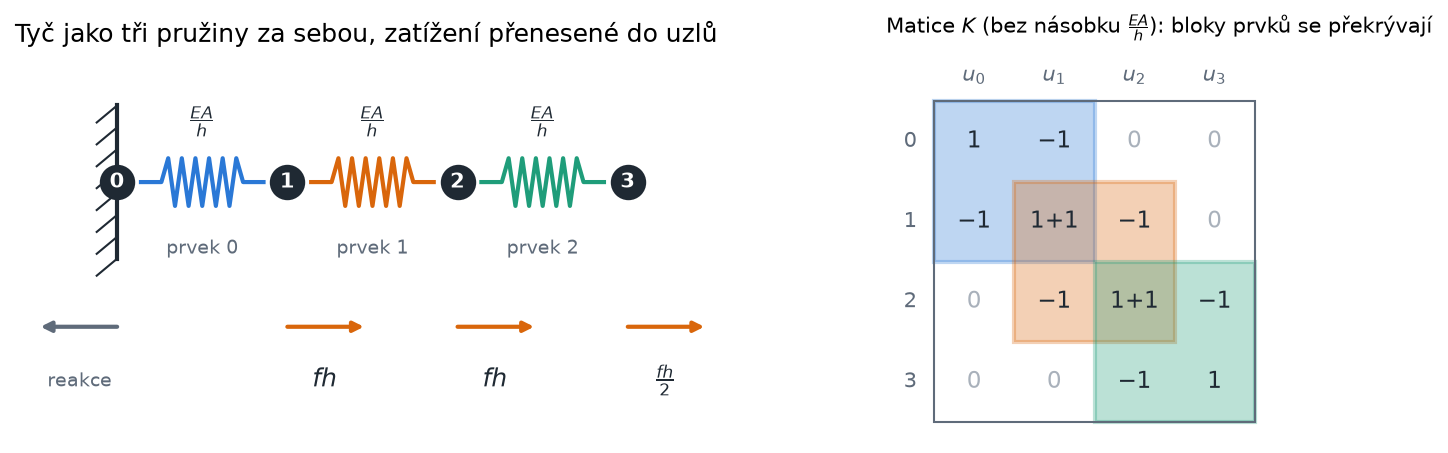 Tyč jako tři pružiny za sebou, zatížení přenesené do uzlů
EA/h EA/h EA/h
0 1 2 3
prvek 0 prvek 1 prvek 2
reakce fh fh fh/2
Matice K (bez násobku EA/h): bloky prvků se překrývají
u₀ u₁ u₂ u₃
0 1 −1 0 0
1 −1 1+1 −1 0
2 0 −1 1+1 −1
3 0 0 −1 1